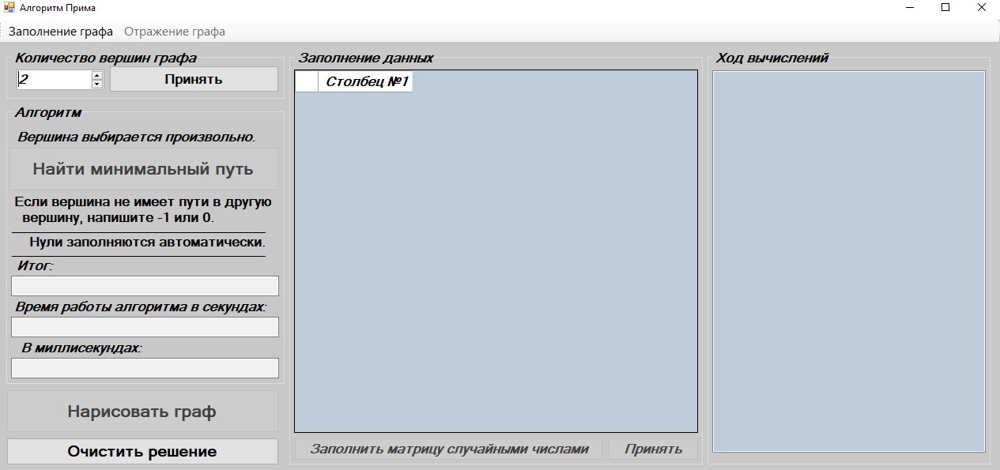 Алгоритм Прима
Заполнение графа Отражение графа
Количество вершин графа
2 Принять
Алгоритм
Вершина выбирается произвольно.
Найти минимальный путь
Если вершина не имеет пути в другую
вершину, напишите -1 или 0.
Нули заполняются автоматически.
Итог:
Время работы алгоритма в секундах:
В миллисекундах:
Нарисовать граф
Очистить решение
Заполнение данных
Столбец №1
Заполнить матрицу случайными числами Принять
Ход вычислений